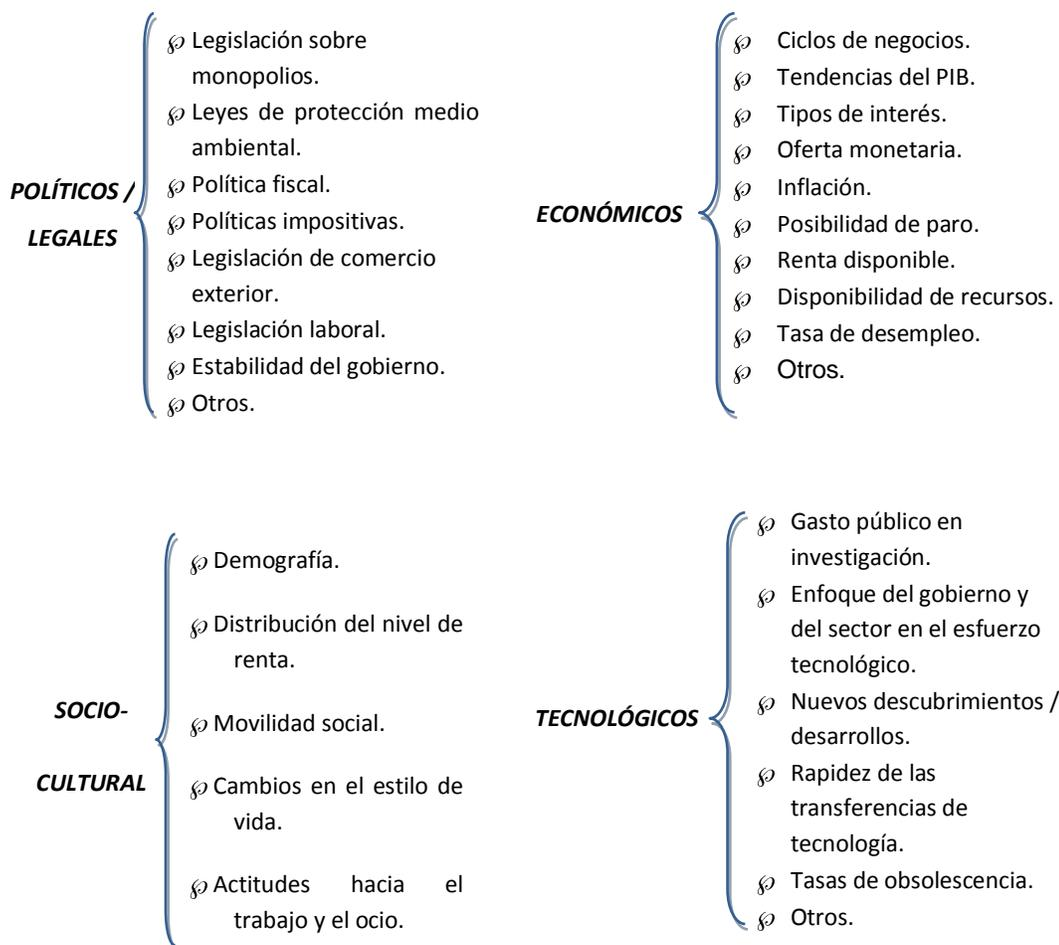 POLÍTICOS /
LEGALES
℘ Legislación sobre
monopolios.
℘ Leyes de protección medio
ambiental.
℘ Política fiscal.
℘ Políticas impositivas.
℘ Legislación de comercio
exterior.
℘ Legislación laboral.
℘ Estabilidad del gobierno.
℘ Otros.
ECONÓMICOS
℘ Ciclos de negocios.
℘ Tendencias del PIB.
℘ Tipos de interés.
℘ Oferta monetaria.
℘ Inflación.
℘ Posibilidad de paro.
℘ Renta disponible.
℘ Disponibilidad de recursos.
℘ Tasa de desempleo.
℘ Otros.
SOCIO-
CULTURAL
℘ Demografía.
℘ Distribución del nivel de
renta.
℘ Movilidad social.
℘ Cambios en el estilo de
vida.
℘ Actitudes hacia el
trabajo y el ocio.
TECNOLÓGICOS
℘ Gasto público en
investigación.
℘ Enfoque del gobierno y
del sector en el esfuerzo
tecnológico.
℘ Nuevos descubrimientos /
desarrollos.
℘ Rapidez de las
transferencias de
tecnología.
℘ Tasas de obsolescencia.
℘ Otros.